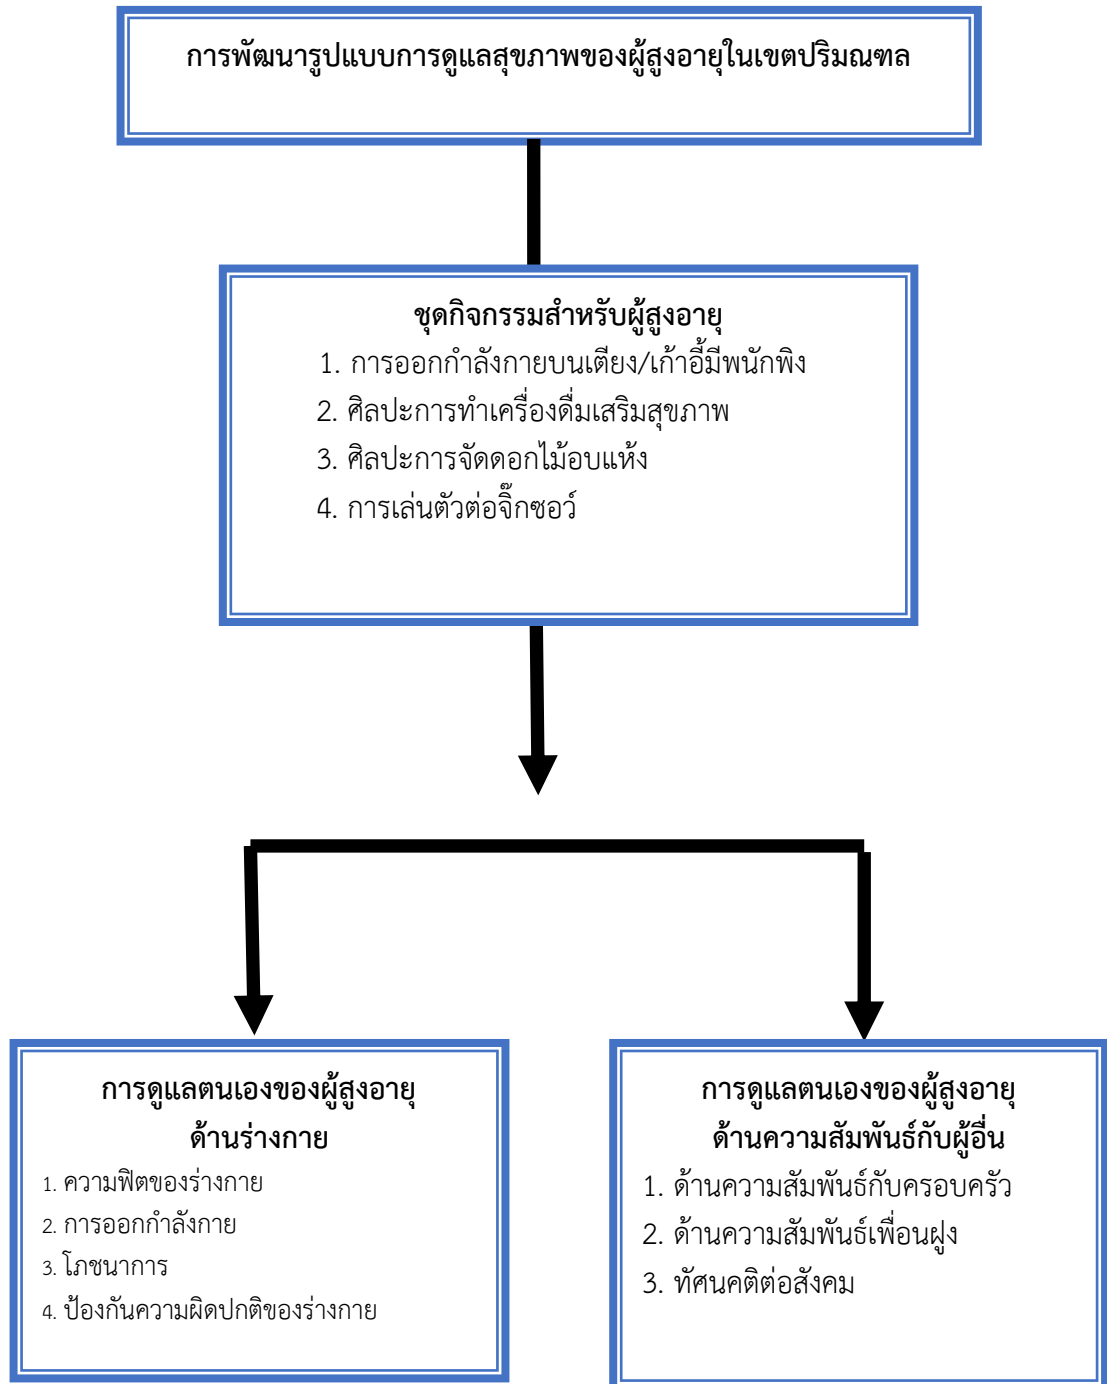 การพัฒนารูปแบบการดูแลสุขภาพของผู้สูงอายุในเขตปริมณฑล
ชุดกิจกรรมสำหรับผู้สูงอายุ
1. การออกกำลังกายบนเตียง/เก้าอี้มีพนักพิง
2. ศิลปะการทำเครื่องดื่มเสริมสุขภาพ
3. ศิลปะการจัดดอกไม้อบแห้ง
4. การเล่นตัวต่อจิ๊กซอว์
การดูแลตนเองของผู้สูงอายุ
ด้านร่างกาย
1. ความฟิตของร่างกาย
2. การออกกำลังกาย
3. โภชนาการ
4. ป้องกันความผิดปกติของร่างกาย
การดูแลตนเองของผู้สูงอายุ
ด้านความสัมพันธ์กับผู้อื่น
1. ด้านความสัมพันธ์กับครอบครัว
2. ด้านความสัมพันธ์เพื่อนฝูง
3. ทัศนคติต่อสังคม